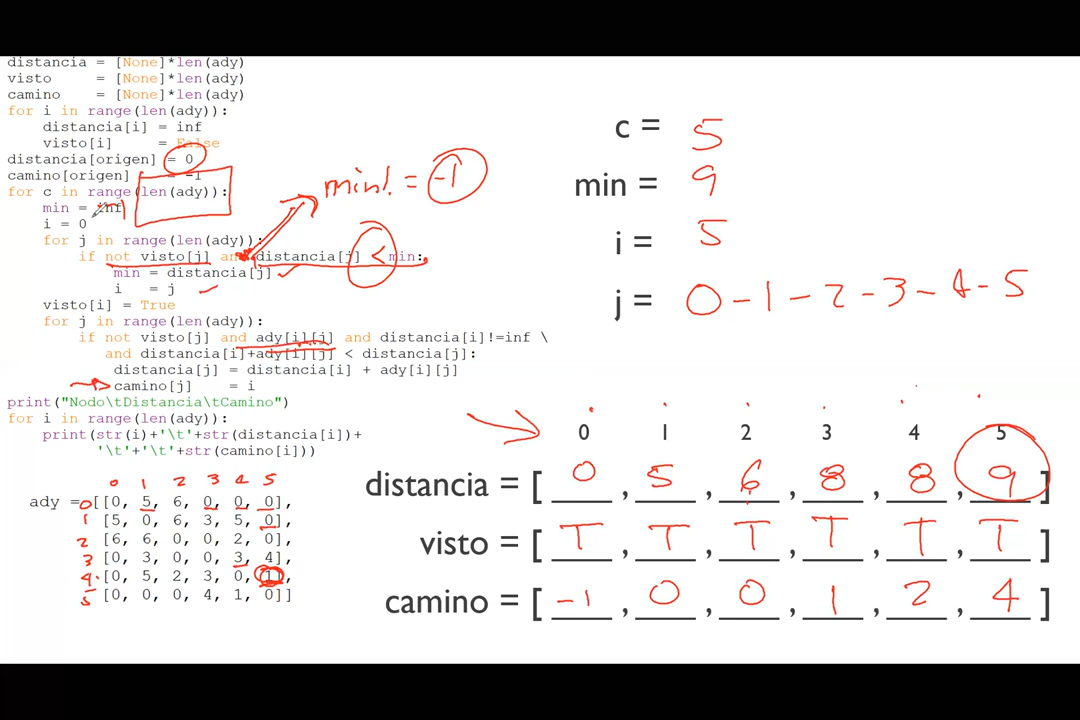 distancia = [None]*len(ady)
visto = [None]*len(ady)
camino = [None]*len(ady)
for i in range(len(ady)):
distancia[i] = inf
visto[i] = False
distancia[origen] = 0
camino[origen] = -1
for c in range(len(ady)):
min = inf
i = 0
for j in range(len(ady)):
if not visto[j] and distancia[j] < min:
min = distancia[j]
i = j
visto[i] = True
for j in range(len(ady)):
if not visto[j] and ady[i][j] and distancia[i]!=inf \
and distancia[i]+ady[i][j] < distancia[j]:
distancia[j] = distancia[i] + ady[i][j]
camino[j] = i
print("Nodo\tDistancia\tCamino")
for i in range(len(ady)):
print(str(i)+'\t'+str(distancia[i])+
'\t'+'\t'+str(camino[i]))
0 1 2 3 4 5
ady =0[[0, 5, 6, 0, 0, 0],
1 [5, 0, 6, 3, 5, 0],
2 [6, 6, 0, 0, 2, 0],
3 [0, 3, 0, 0, 3, 4],
4 [0, 5, 2, 3, 0, 1],
5 [0, 0, 0, 4, 1, 0]]
min! = -1
c = 5
min = 9
i = 5
j = 0 - 1 - 2 - 3 - 4 - 5
0 1 2 3 4 5
distancia = [ 0 , 5 , 6 , 8 , 8 , 9 ]
visto = [ T , T , T , T , T , T ]
camino = [ -1 , 0 , 0 , 1 , 2 , 4 ]